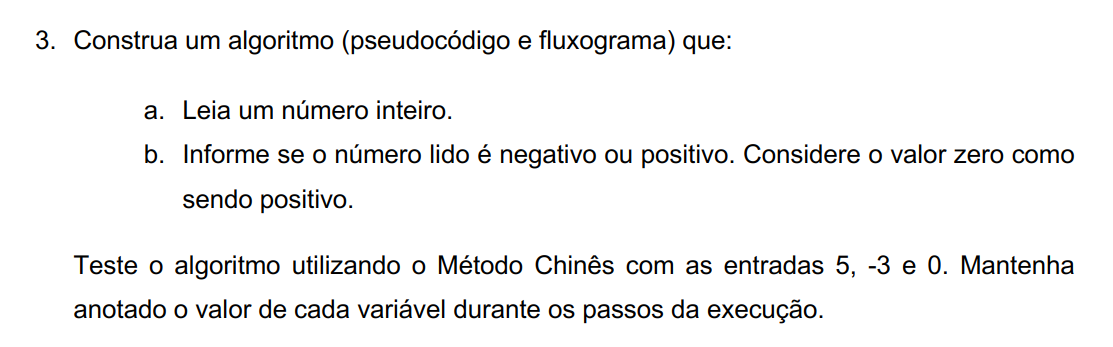 3. Construa um algoritmo (pseudocódigo e fluxograma) que:
a. Leia um número inteiro.
b. Informe se o número lido é negativo ou positivo. Considere o valor zero como
sendo positivo.
Teste o algoritmo utilizando o Método Chinês com as entradas 5, -3 e 0. Mantenha
anotado o valor de cada variável durante os passos da execução.